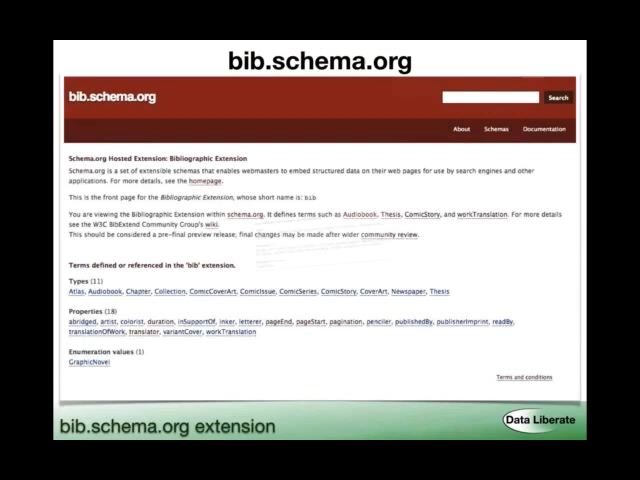 bib.schema.org
bib.schema.org
Search
About Schemas Documentation
Schema.org Hosted Extension: Bibliographic Extension
Schema.org is a set of extensible schemas that enables webmasters to embed structured data on their web pages for use by search engines and other
applications. For more details, see the homepage.
This is the front page for the Bibliographic Extension, whose short name is: bib
You are viewing the Bibliographic Extension within schema.org. It defines terms such as Audiobook, Thesis, ComicStory, and workTranslation. For more details
see the W3C BibExtend Community Group's wiki.
This should be considered a pre-final preview release; final changes may be made after wider community review.
Terms defined or referenced in the 'bib' extension.
Types (11)
Atlas, Audiobook, Chapter, Collection, ComicCoverArt, ComicIssue, ComicSeries, ComicStory, CoverArt, Newspaper, Thesis
Properties (18)
abridged, artist, colorist, duration, inSupportOf, inker, letterer, pageEnd, pageStart, pagination, penciler, publishedBy, publisherImprint, readBy,
translationOfWork, translator, variantCover, workTranslation
Enumeration values (1)
GraphicNovel
Terms and conditions
bib.schema.org extension
Data Liberate